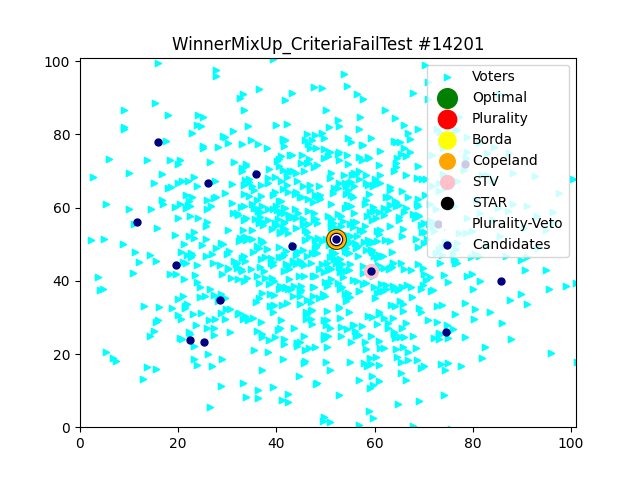 WinnerMixUp_CriteriaFailTest #14201
100
80
60
40
20
0
0
20
40
60
80
100
Voters
Optimal
Plurality
Borda
Copeland
STV
STAR
Plurality-Veto
Candidates